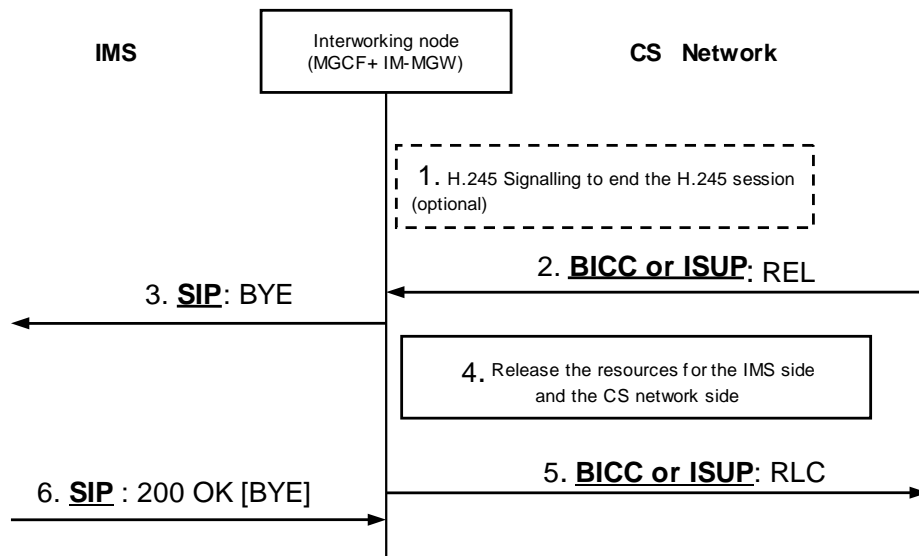 IMS
Interworking node
(MGCF+ IM-MGW)
CS Network
1. H.245 Signalling to end the H.245 session
(optional)
2. BICC or ISUP: REL
3. SIP: BYE
4. Release the resources for the IMS side
and the CS network side
5. BICC or ISUP: RLC
6. SIP : 200 OK [BYE]